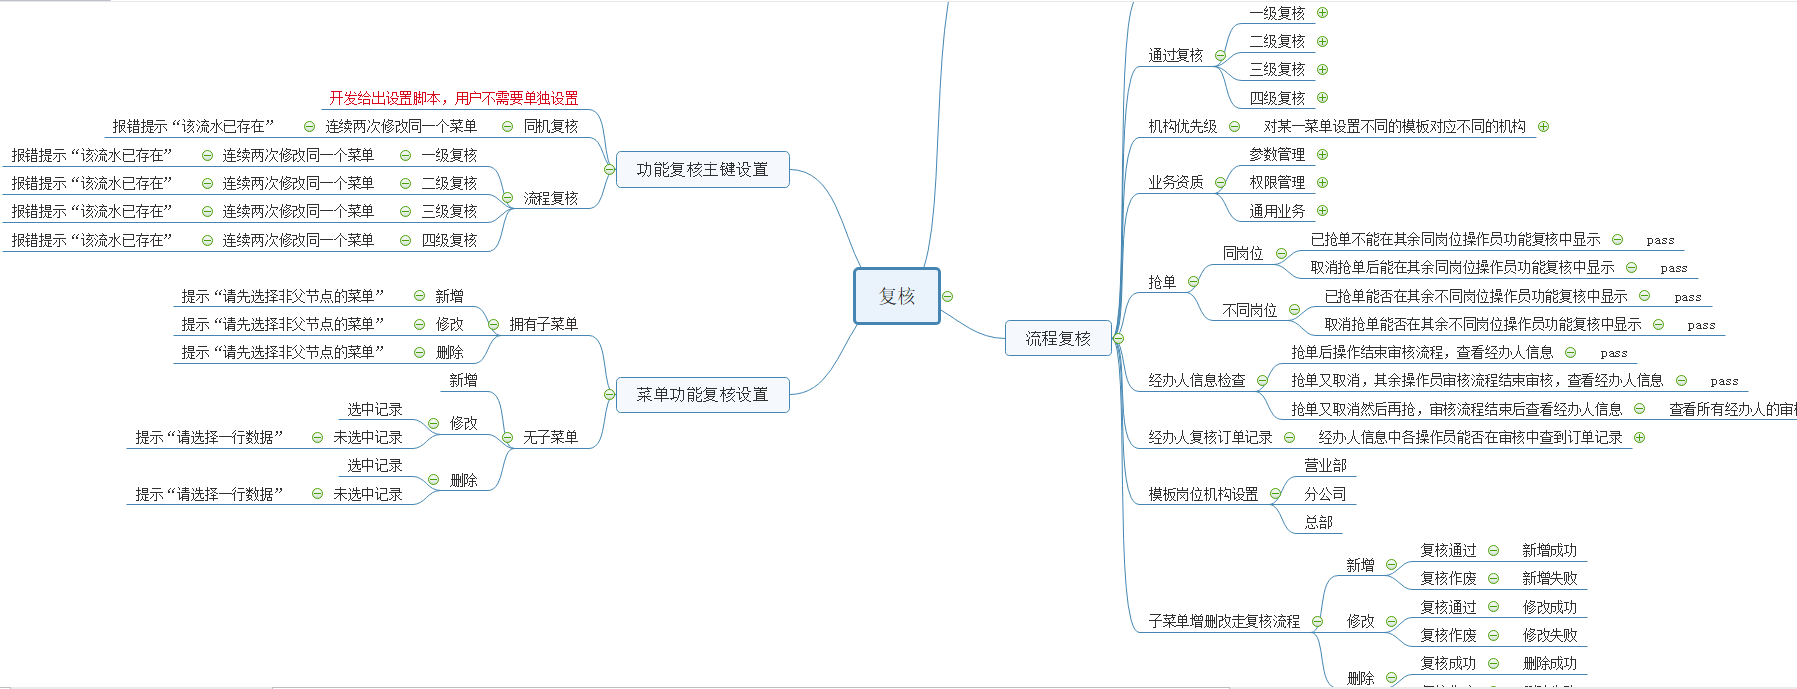 复核
功能复核主键设置
开发给出设置脚本，用户不需要单独设置
同机复核
连续两次修改同一个菜单
报错提示“该流水已存在”
流程复核
一级复核
连续两次修改同一个菜单
报错提示“该流水已存在”
二级复核
连续两次修改同一个菜单
报错提示“该流水已存在”
三级复核
连续两次修改同一个菜单
报错提示“该流水已存在”
四级复核
连续两次修改同一个菜单
报错提示“该流水已存在”
菜单功能复核设置
拥有子菜单
新增
提示“请先选择非父节点的菜单”
修改
提示“请先选择非父节点的菜单”
删除
提示“请先选择非父节点的菜单”
无子菜单
新增
修改
选中记录
未选中记录
提示“请选择一行数据”
删除
选中记录
未选中记录
提示“请选择一行数据”
流程复核
通过复核
一级复核
二级复核
三级复核
四级复核
机构优先级
对某一菜单设置不同的模板对应不同的机构
业务资质
参数管理
权限管理
通用业务
抢单
同岗位
已抢单不能在其余同岗位操作员功能复核中显示
pass
取消抢单后能在其余同岗位操作员功能复核中显示
pass
不同岗位
已抢单能否在其余不同岗位操作员功能复核中显示
pass
取消抢单能否在其余不同岗位操作员功能复核中显示
pass
经办人信息检查
抢单后操作结束审核流程，查看经办人信息
pass
抢单又取消，其余操作员审核流程结束审核，查看经办人信息
pass
抢单又取消然后再抢，审核流程结束后查看经办人信息
查看所有经办人的审
经办人复核订单记录
经办人信息中各操作员能否在审核中查到订单记录
模板岗位机构设置
营业部
分公司
总部
子菜单增删改走复核流程
新增
复核通过
新增成功
复核作废
新增失败
修改
复核通过
修改成功
复核作废
修改失败
删除
复核成功
删除成功